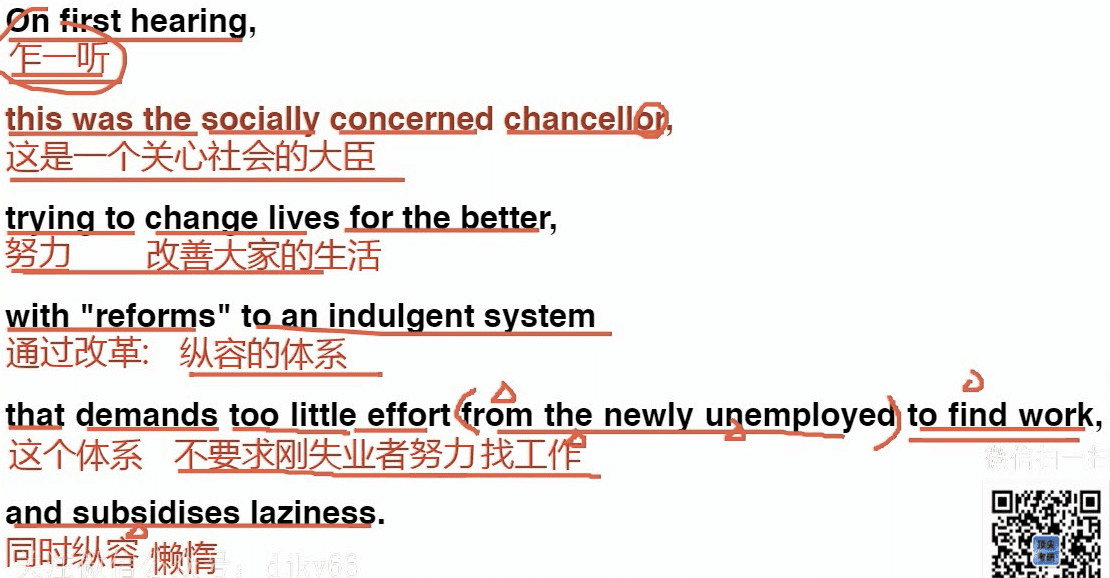 On first hearing,
乍一听
this was the socially concerned chancellor,
这是一个关心社会的大臣
trying to change lives for the better,
努力 改善大家的生活
with "reforms" to an indulgent system
通过改革: 纵容的体系
that demands too little effort (from the newly unemployed) to find work,
这个体系 不要求刚失业者努力找工作
微信扫一扫
and subsidises laziness.
同时纵容 懒惰